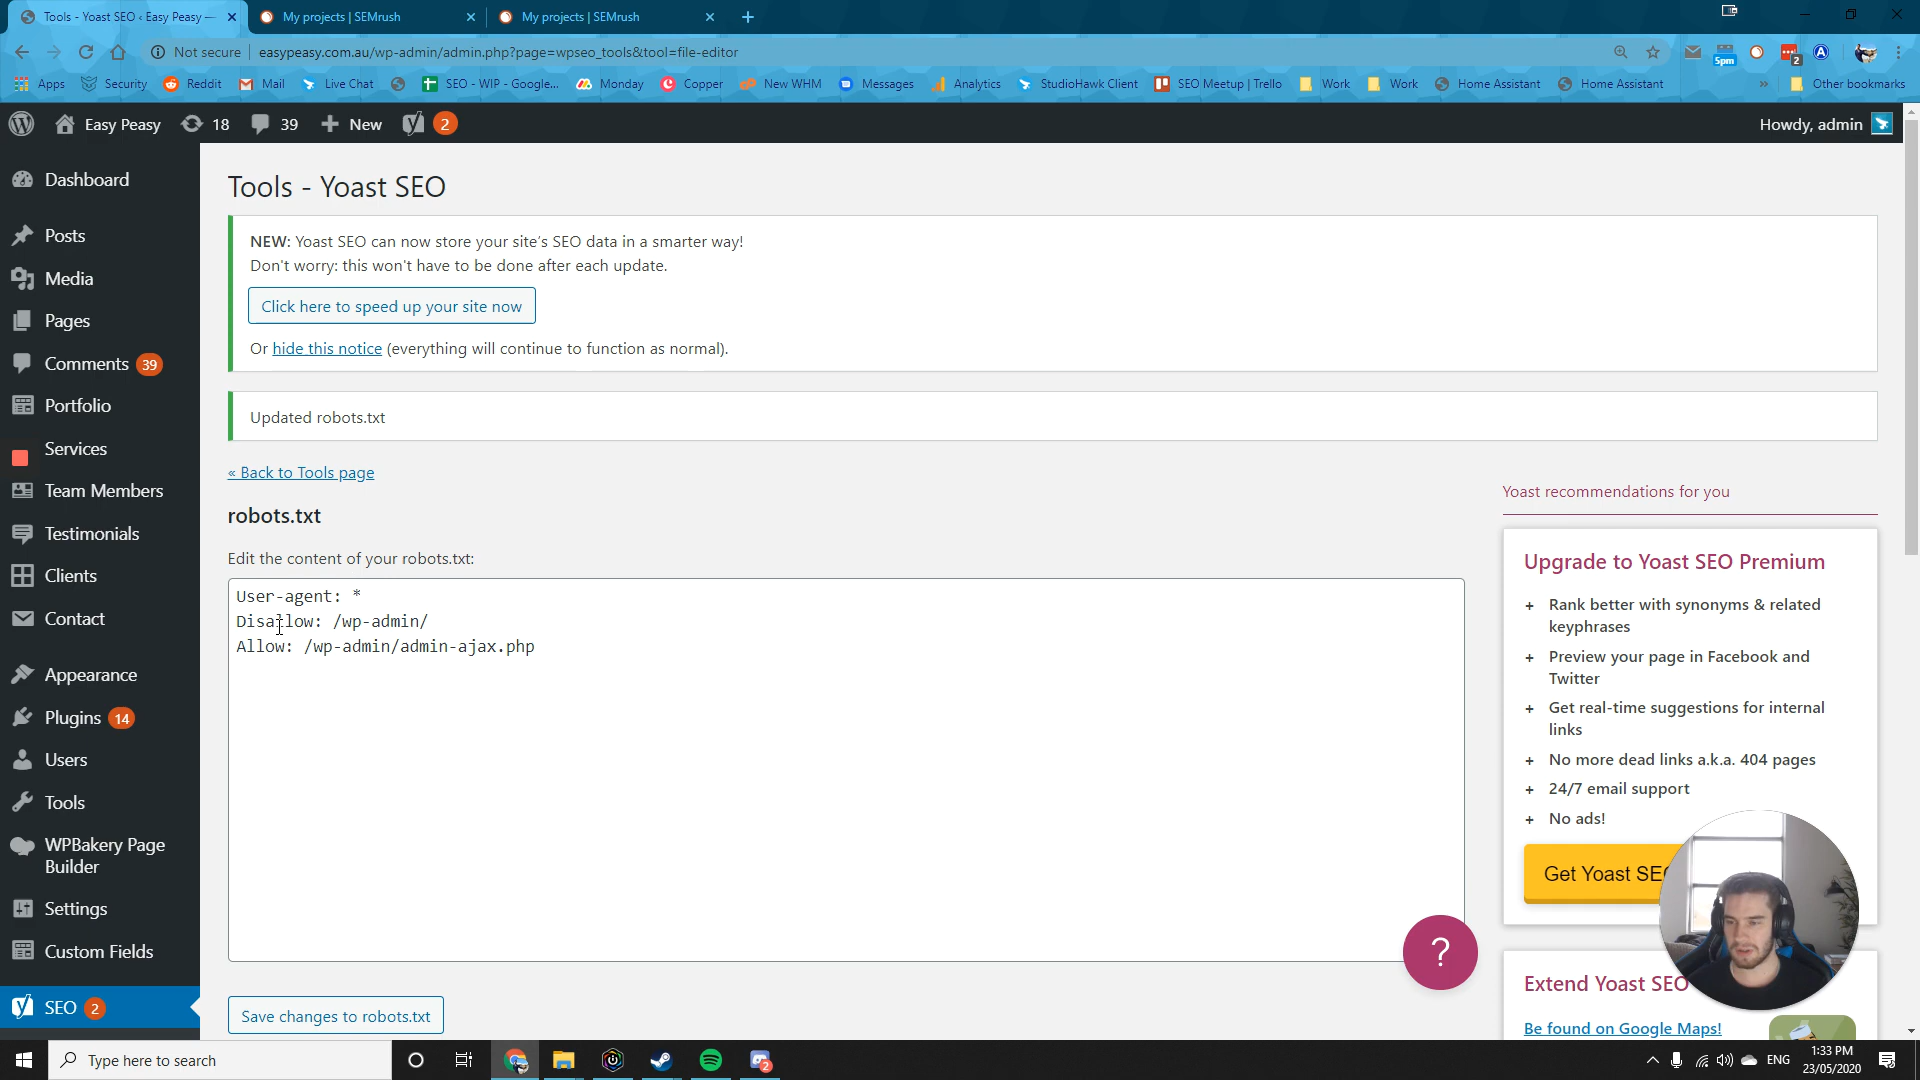 Tools - Yoast SEO ‹ Easy Peasy —
My projects | SEMrush
My projects | SEMrush
Not secure
easypeasy.com.au/wp-admin/admin.php?page=wpseo_tools&tool=file-editor
5pm
2
Apps
Security
Reddit
Mail
Live Chat
SEO - WIP - Google...
Monday
Copper
New WHM
Messages
Analytics
StudioHawk Client
SEO Meetup | Trello
Work
Work
Home Assistant
Home Assistant
»
Other bookmarks
Easy Peasy
18
39
New
2
Howdy, admin
Dashboard
Posts
Media
Pages
Comments 39
Portfolio
Services
Team Members
Testimonials
Clients
Contact
Appearance
Plugins 14
Users
Tools
WPBakery Page
Builder
Settings
Custom Fields
SEO 2
Tools - Yoast SEO
NEW: Yoast SEO can now store your site's SEO data in a smarter way!
Don't worry: this won't have to be done after each update.
Click here to speed up your site now
Or hide this notice (everything will continue to function as normal).
Updated robots.txt
« Back to Tools page
robots.txt
Edit the content of your robots.txt:
User-agent: *
Disallow: /wp-admin/
Allow: /wp-admin/admin-ajax.php
Save changes to robots.txt
Yoast recommendations for you
Upgrade to Yoast SEO Premium
+ Rank better with synonyms & related
keyphrases
+ Preview your page in Facebook and
Twitter
+ Get real-time suggestions for internal
links
+ No more dead links a.k.a. 404 pages
+ 24/7 email support
+ No ads!
Get Yoast SEO
?
Extend Yoast SEO
Be found on Google Maps!
Type here to search
2
ENG
1:33 PM
23/05/2020